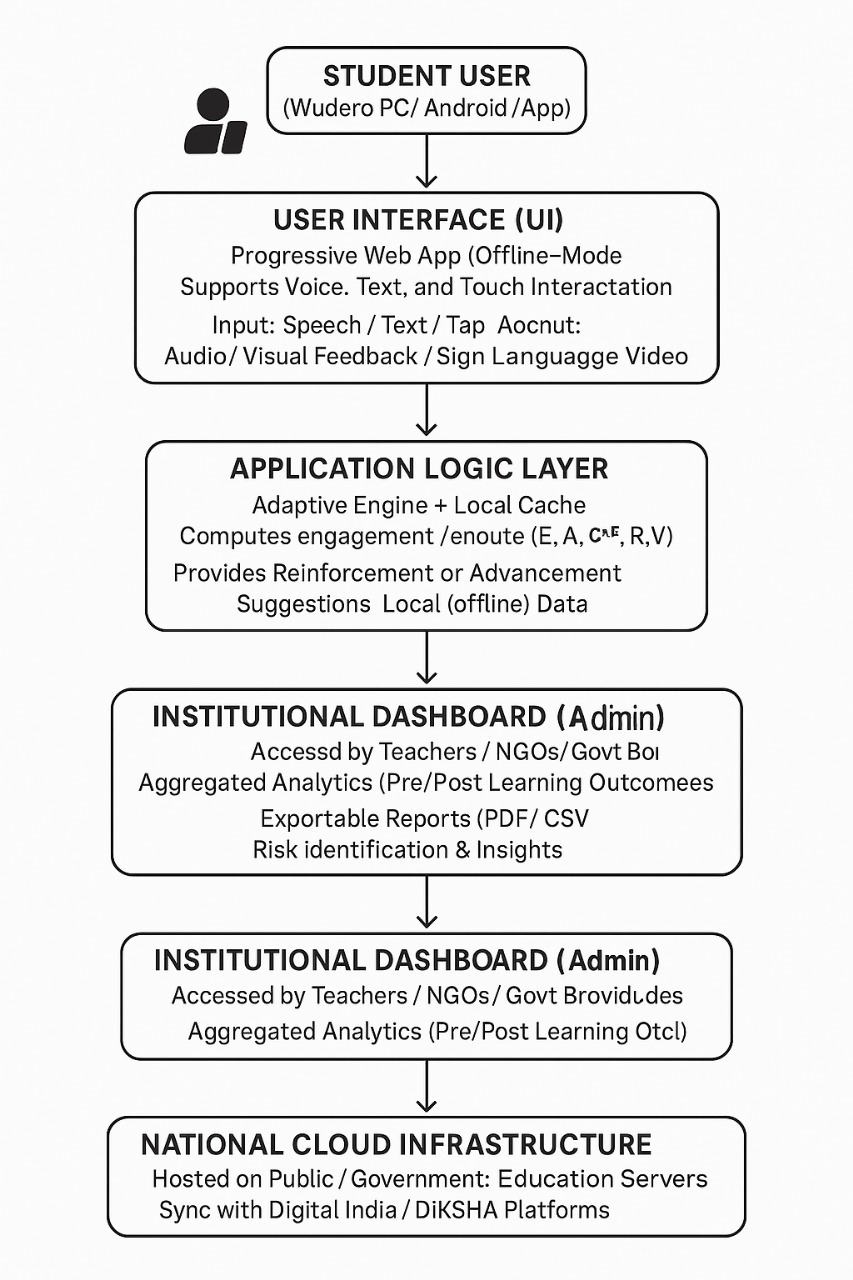 STUDENT USER
(Wudero PC/ Android /App)
USER INTERFACE (UI)
Progressive Web App (Offline–Mode
Supports Voice. Text, and Touch Interactation
Input: Speech / Text / Tap Aocnut:
Audio/ Visual Feedback / Sign Languagge Video
APPLICATION LOGIC LAYER
Adaptive Engine + Local Cache
Computes engagement /enoute (E, A, R,V)
Provides Reinforcement or Advancement
Suggestions Local (offline) Data
INSTITUTIONAL DASHBOARD (Admin)
Accessd by Teachers / NGOs/Govt
Aggregated Analytics (Pre/Post Learning Outcomees
Exportable Reports (PDF/ CSV
Risk identification & Insights
INSTITUTIONAL DASHBOARD (Admin)
Accessed by Teachers / NGOs/ Govt
Aggregated Analytics (Pre/Post Learning Otcl)
NATIONAL CLOUD INFRASTRUCTURE
Hosted on Public / Government: Education Servers
Sync with Digital India / DiKSHA Platforms